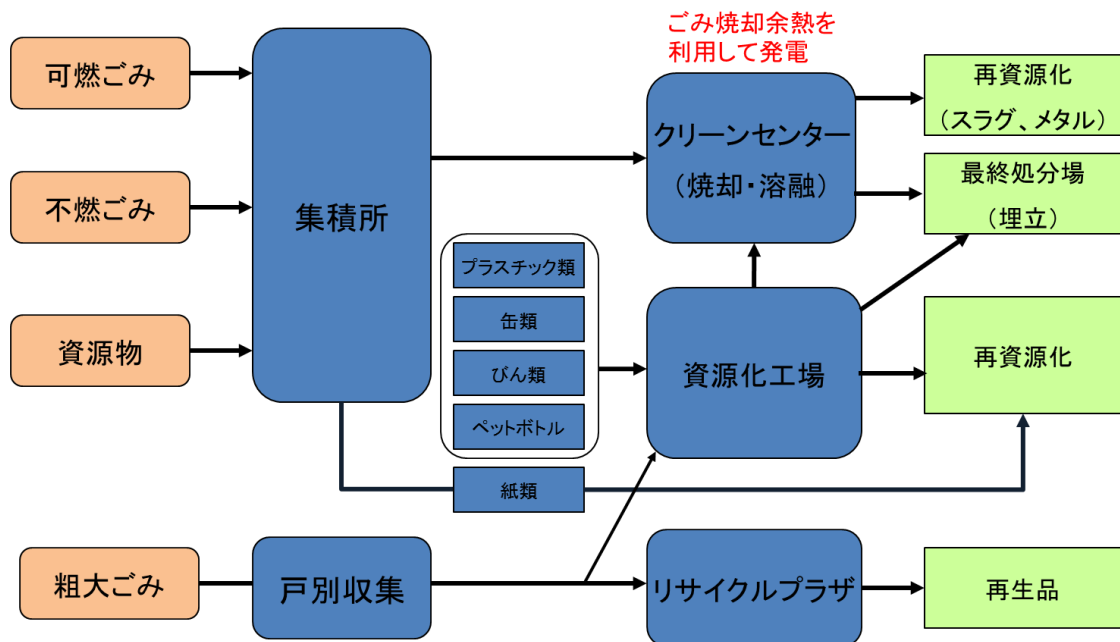 ごみ焼却余熱を
利用して発電
可燃ごみ
不燃ごみ
資源物
集積所
クリーンセンター
（焼却・溶融）
再資源化
（スラグ、メタル）
最終処分場
（埋立）
プラスチック類
缶類
びん類
ペットボトル
紙類
資源化工場
再資源化
粗大ごみ
戸別収集
リサイクルプラザ
再生品